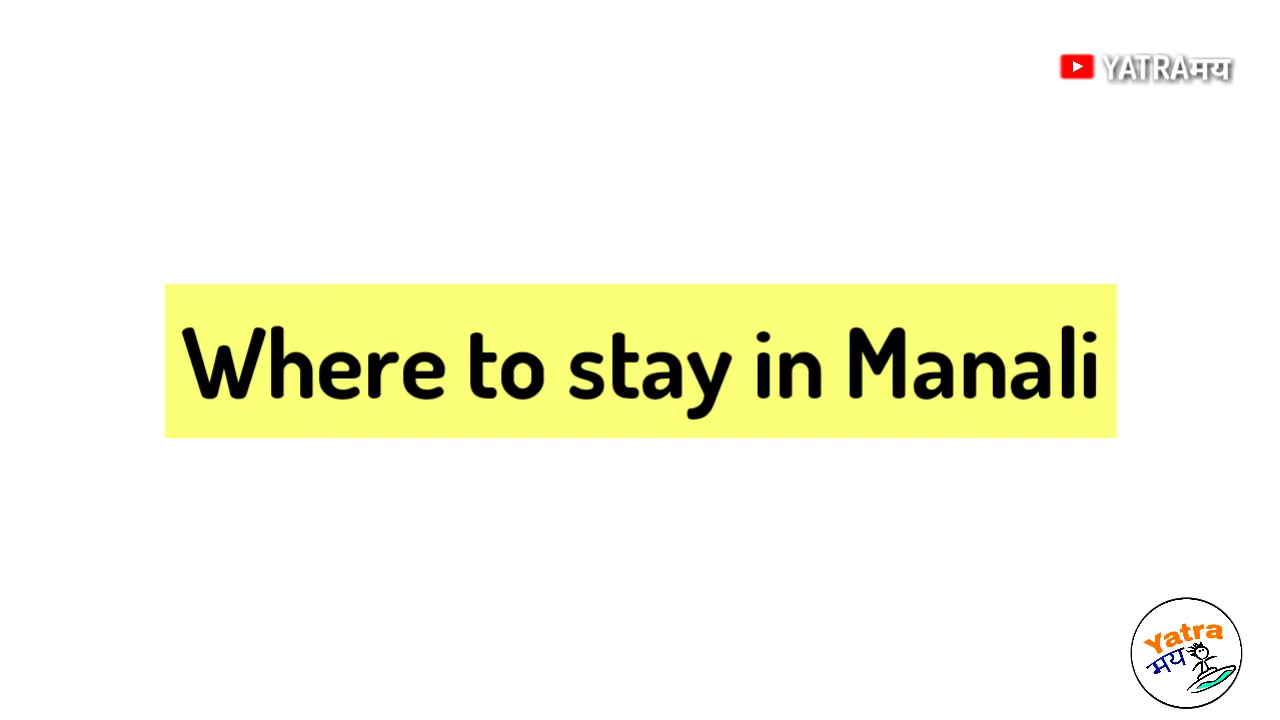 YATRAमय
Where to stay in Manali
Yatra
मय